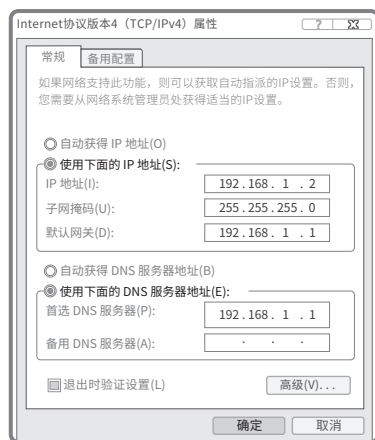 Internet协议版本4（TCP/IPv4）属性
?
常规 备用配置
如果网络支持此功能，则可以获取自动指派的IP设置。否则，
您需要从网络系统管理员处获得适当的IP设置。
自动获得 IP 地址(O)
使用下面的 IP 地址(S):
IP 地址(I): 192.168. 1 . 2
子网掩码(U): 255.255.255. 0
默认网关(D): 192.168. 1 . 1
自动获得 DNS 服务器地址(B)
使用下面的 DNS 服务器地址(E):
首选 DNS 服务器(P): 192.168. 1 . 1
备用 DNS 服务器(A): . . .
退出时验证设置(L) 高级(V)...
确定 取消